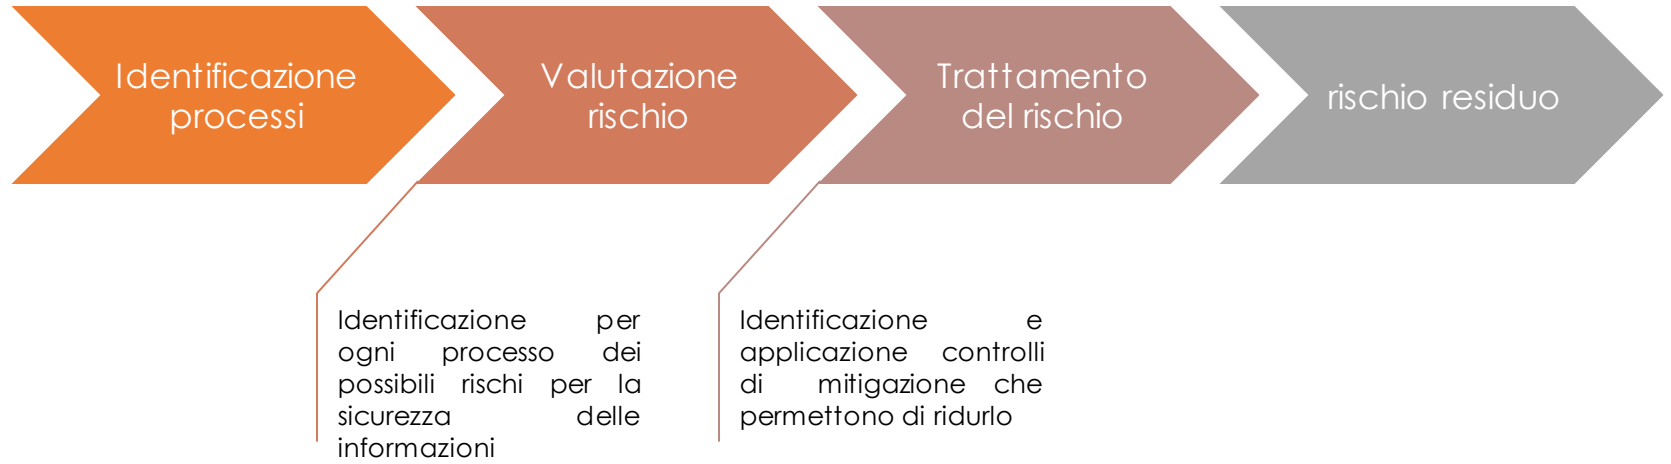 Identificazione
processi
Valutazione
rischio
Trattamento
del rischio
rischio residuo
Identificazione per
ogni processo dei
possibili rischi per la
sicurezza delle
informazioni
Identificazione e
applicazione controlli
di mitigazione che
permettono di ridurlo